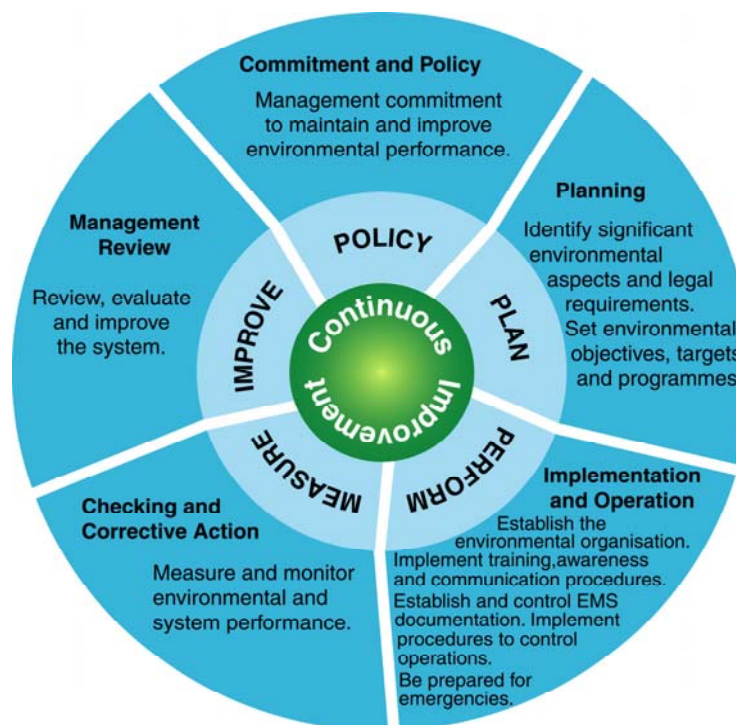 Commitment and Policy
Management commitment
to maintain and improve
environmental performance.
Planning
Identify significant
environmental
aspects and legal
requirements.
Set environmental
objectives, targets
and programmes
Implementation
and Operation
Establish the
environmental organisation.
Implement training,awareness
and communication procedures.
Establish and control EMS
documentation. Implement
procedures to control
operations.
Be prepared for
emergencies.
Checking and
Corrective Action
Measure and monitor
environmental and
system performance.
Management
Review
Review, evaluate
and improve
the system.
POLICY
PLAN
PERFORM
MEASURE
IMPROVE
Continuous
Improvement